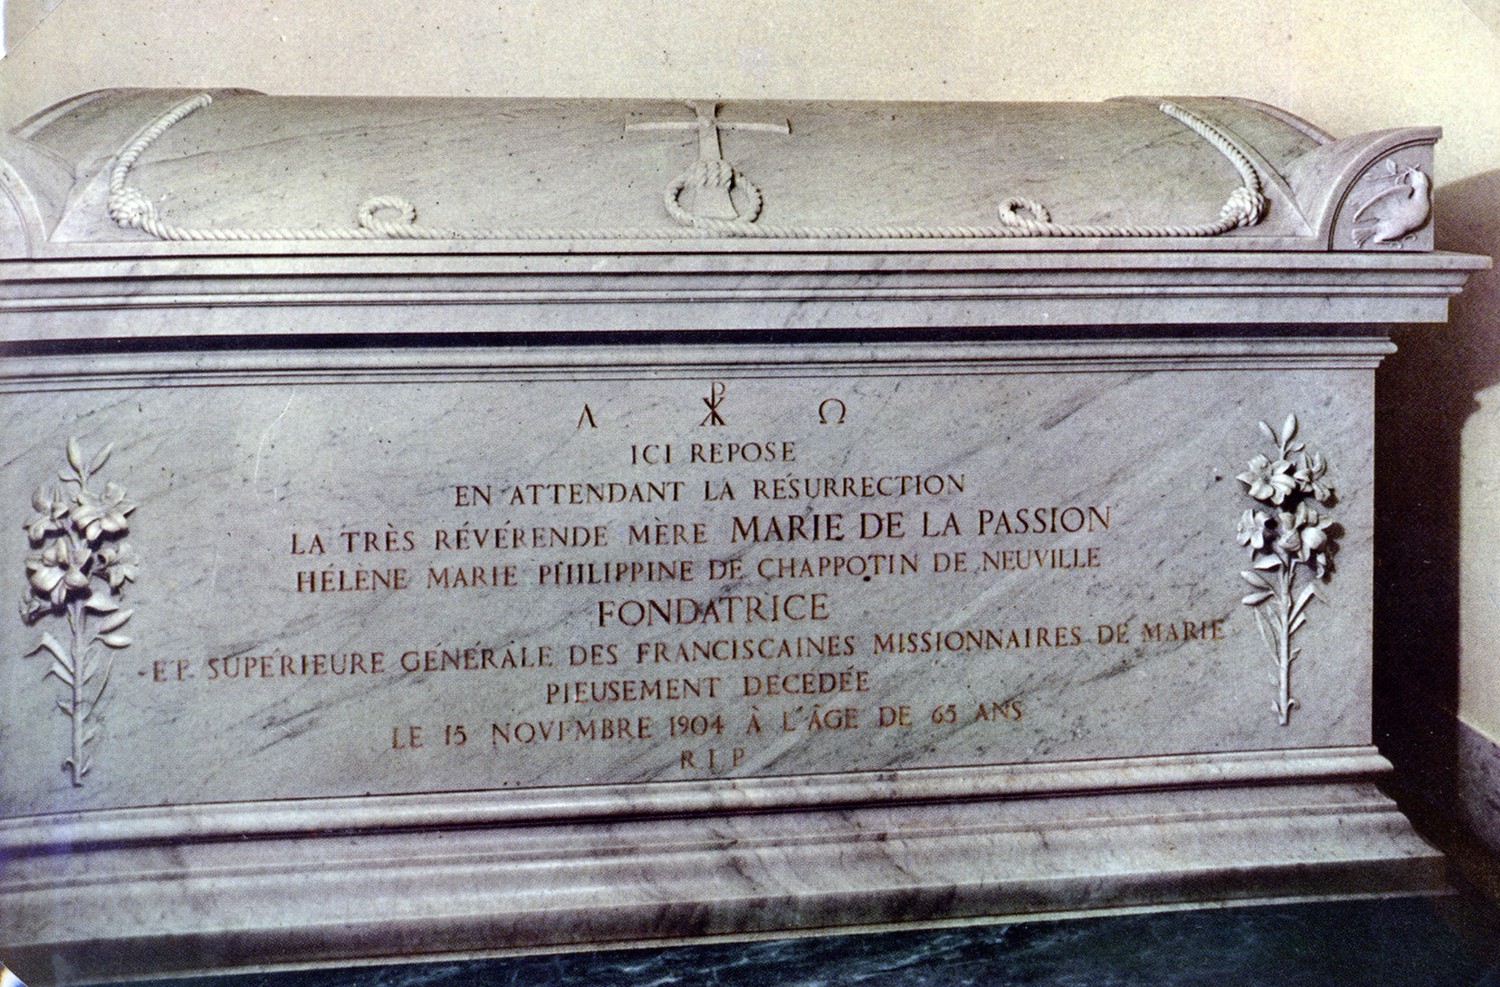 Α ☧ Ω
ICI REPOSE
EN ATTENDANT LA RÉSURRECTION
LA TRÈS RÉVÉRENDE MÈRE MARIE DE LA PASSION
HÉLÈNE MARIE PHILIPPINE DE CHAPPOTIN DE NEUVILLE
FONDATRICE
ET SUPÉRIEURE GÉNÉRALE DES FRANCISCAINES MISSIONNAIRES DE MARIE
PIEUSEMENT DÉCÉDÉE
LE 15 NOVEMBRE 1904 À L'ÂGE DE 65 ANS
R I P